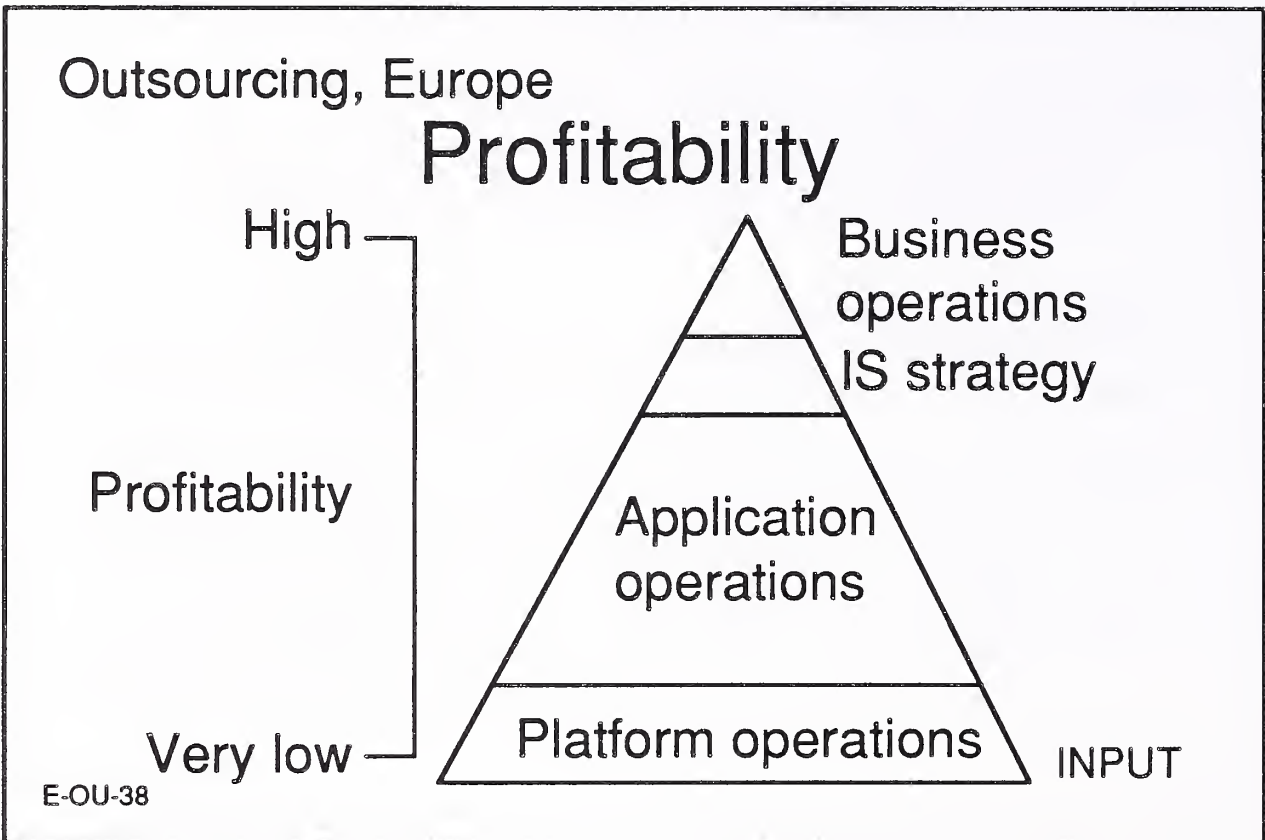 Outsourcing, Europe
Profitability
High
Business
operations
IS strategy
Profitability
Application
operations
Very low
Platform operations
INPUT
E-OU-38